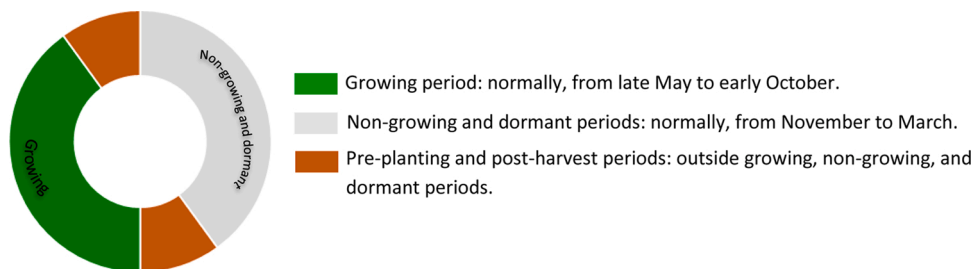 Non-growing and dormant
Growing
Growing period: normally, from late May to early October.
Non-growing and dormant periods: normally, from November to March.
Pre-planting and post-harvest periods: outside growing, non-growing, and
dormant periods.